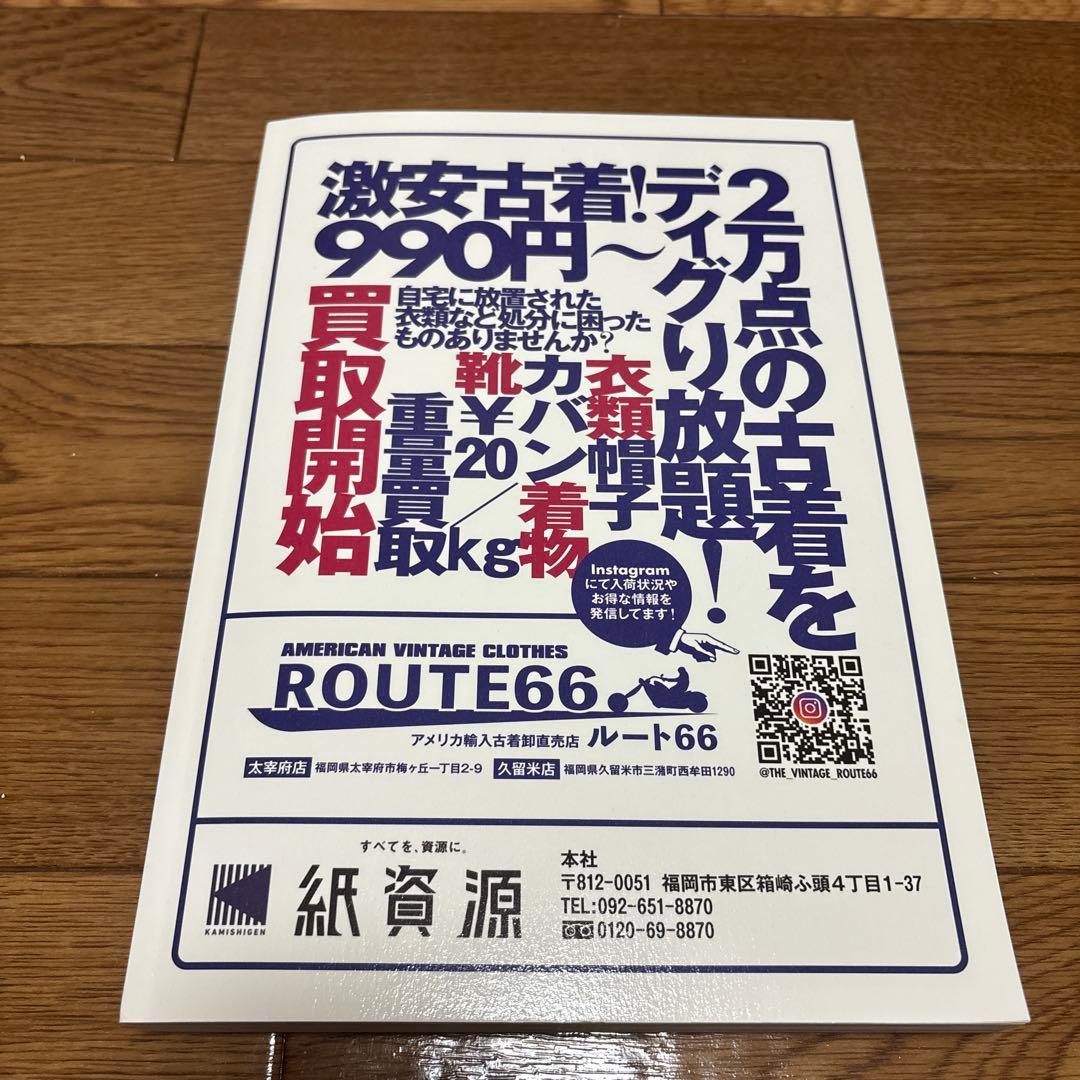 2万点の古着を
ディグり放題!
激安古着!
990円～
自宅に放置された
衣類など処分に困った
ものありませんか?
衣類 帽子
カバン 着物
靴 ¥20/kg
重量買取
買取開始
Instagram
にて入荷状況や
お得な情報を
発信してます!
AMERICAN VINTAGE CLOTHES
ROUTE66
アメリカ輸入古着卸直売店 ルート66
太宰府店 福岡県太宰府市梅ヶ丘一丁目2-9 久留米店 福岡県久留米市三潴町西牟田1290
@THE_VINTAGE_ROUTE66
すべてを、資源に。
紙資源
KAMISHIGEN
本社
〒812-0051 福岡市東区箱崎ふ頭4丁目1-37
TEL:092-651-8870
0120-69-8870